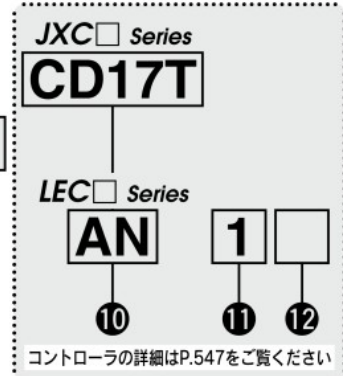 JXC□ Series
CD17T
LEC□ Series
AN 1 □
⑩ ⑪ ⑫
コントローラの詳細はP.547をご覧ください